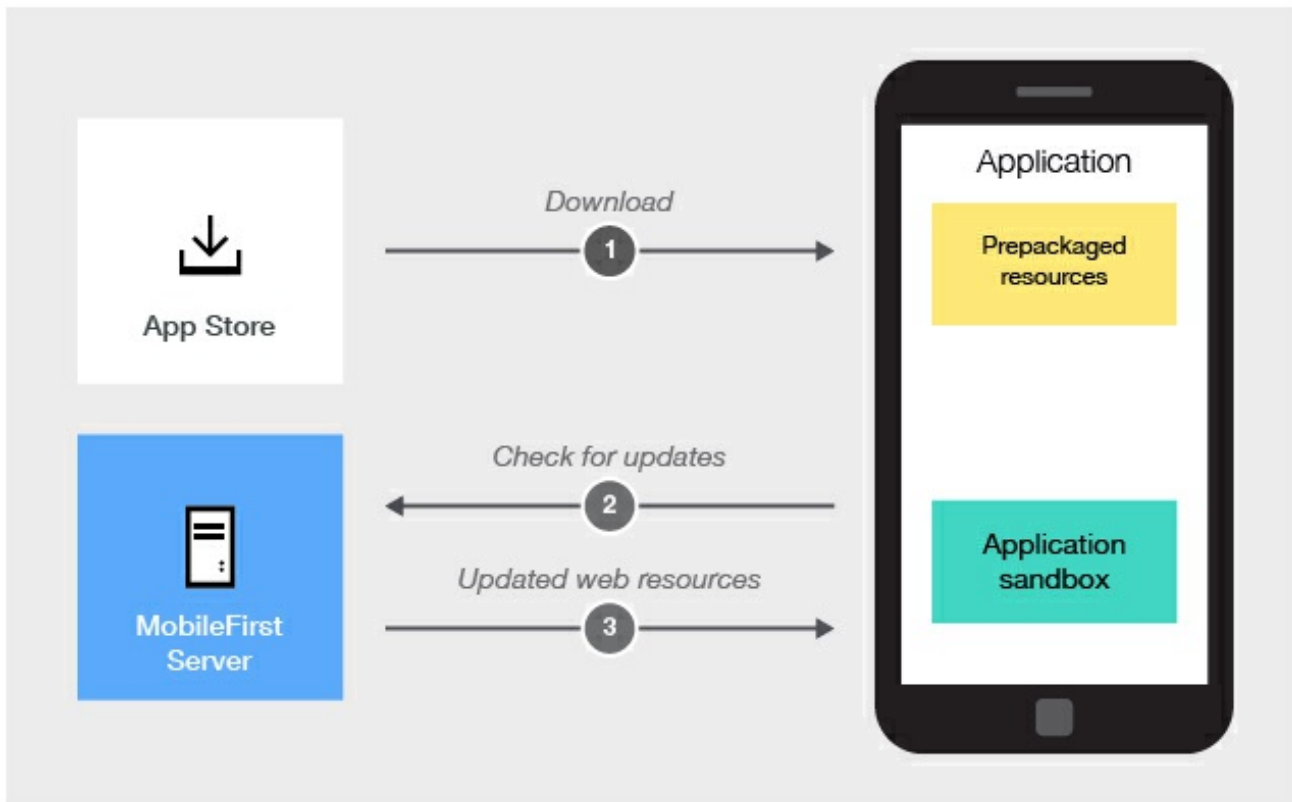 App Store
Download
1
Check for updates
2
MobileFirst
Server
Updated web resources
3
Application
Prepackaged
resources
Application
sandbox